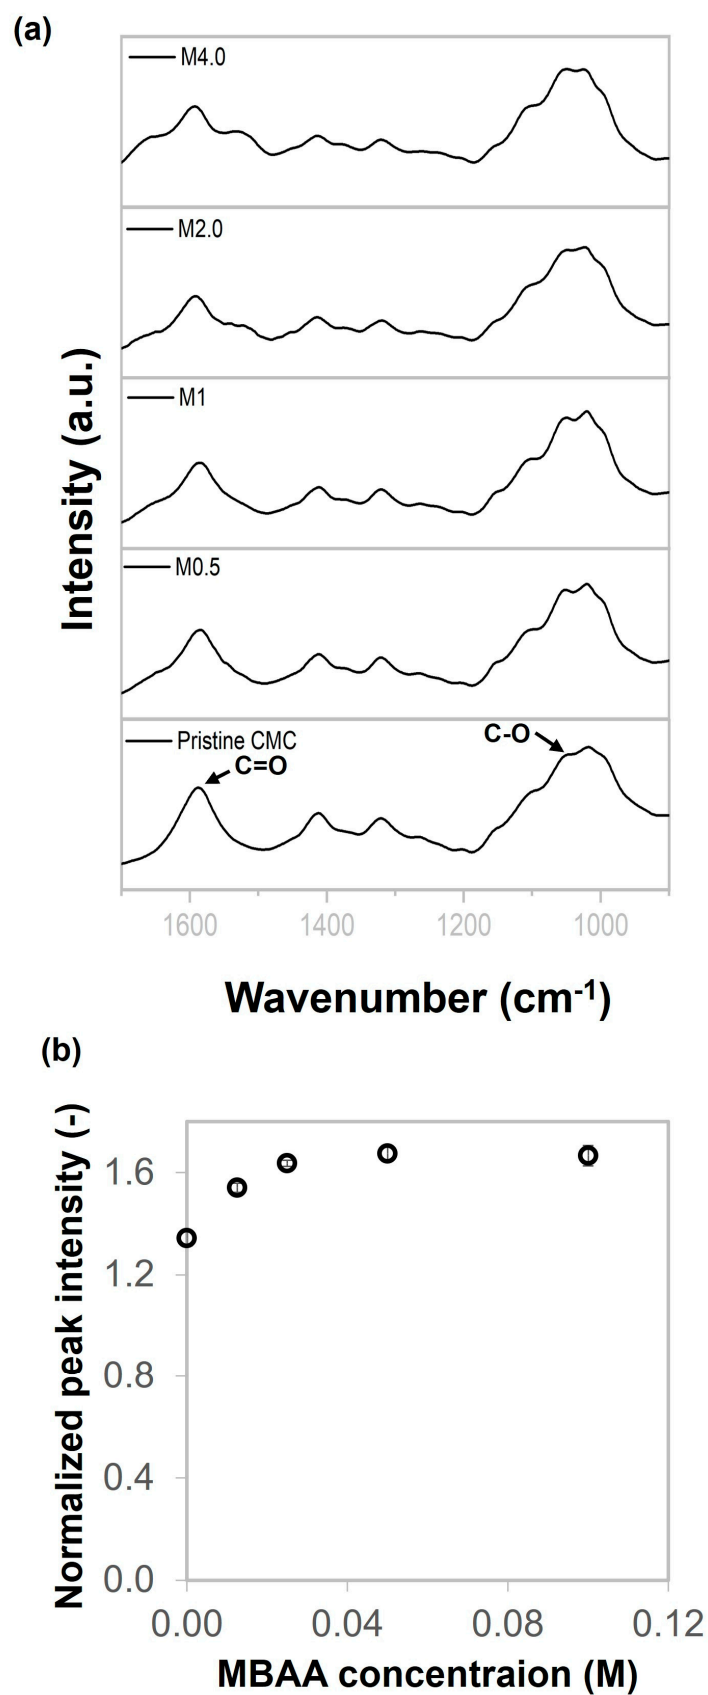 (a)
M4.0
M2.0
M1
M0.5
Pristine CMC
C=O
C-O
Intensity (a.u.)
1600 1400 1200 1000
Wavenumber (cm⁻¹)
(b)
Normalized peak intensity (-)
1.6
1.2
0.8
0.4
0.0
0.00 0.04 0.08 0.12
MBAA concentraion (M)